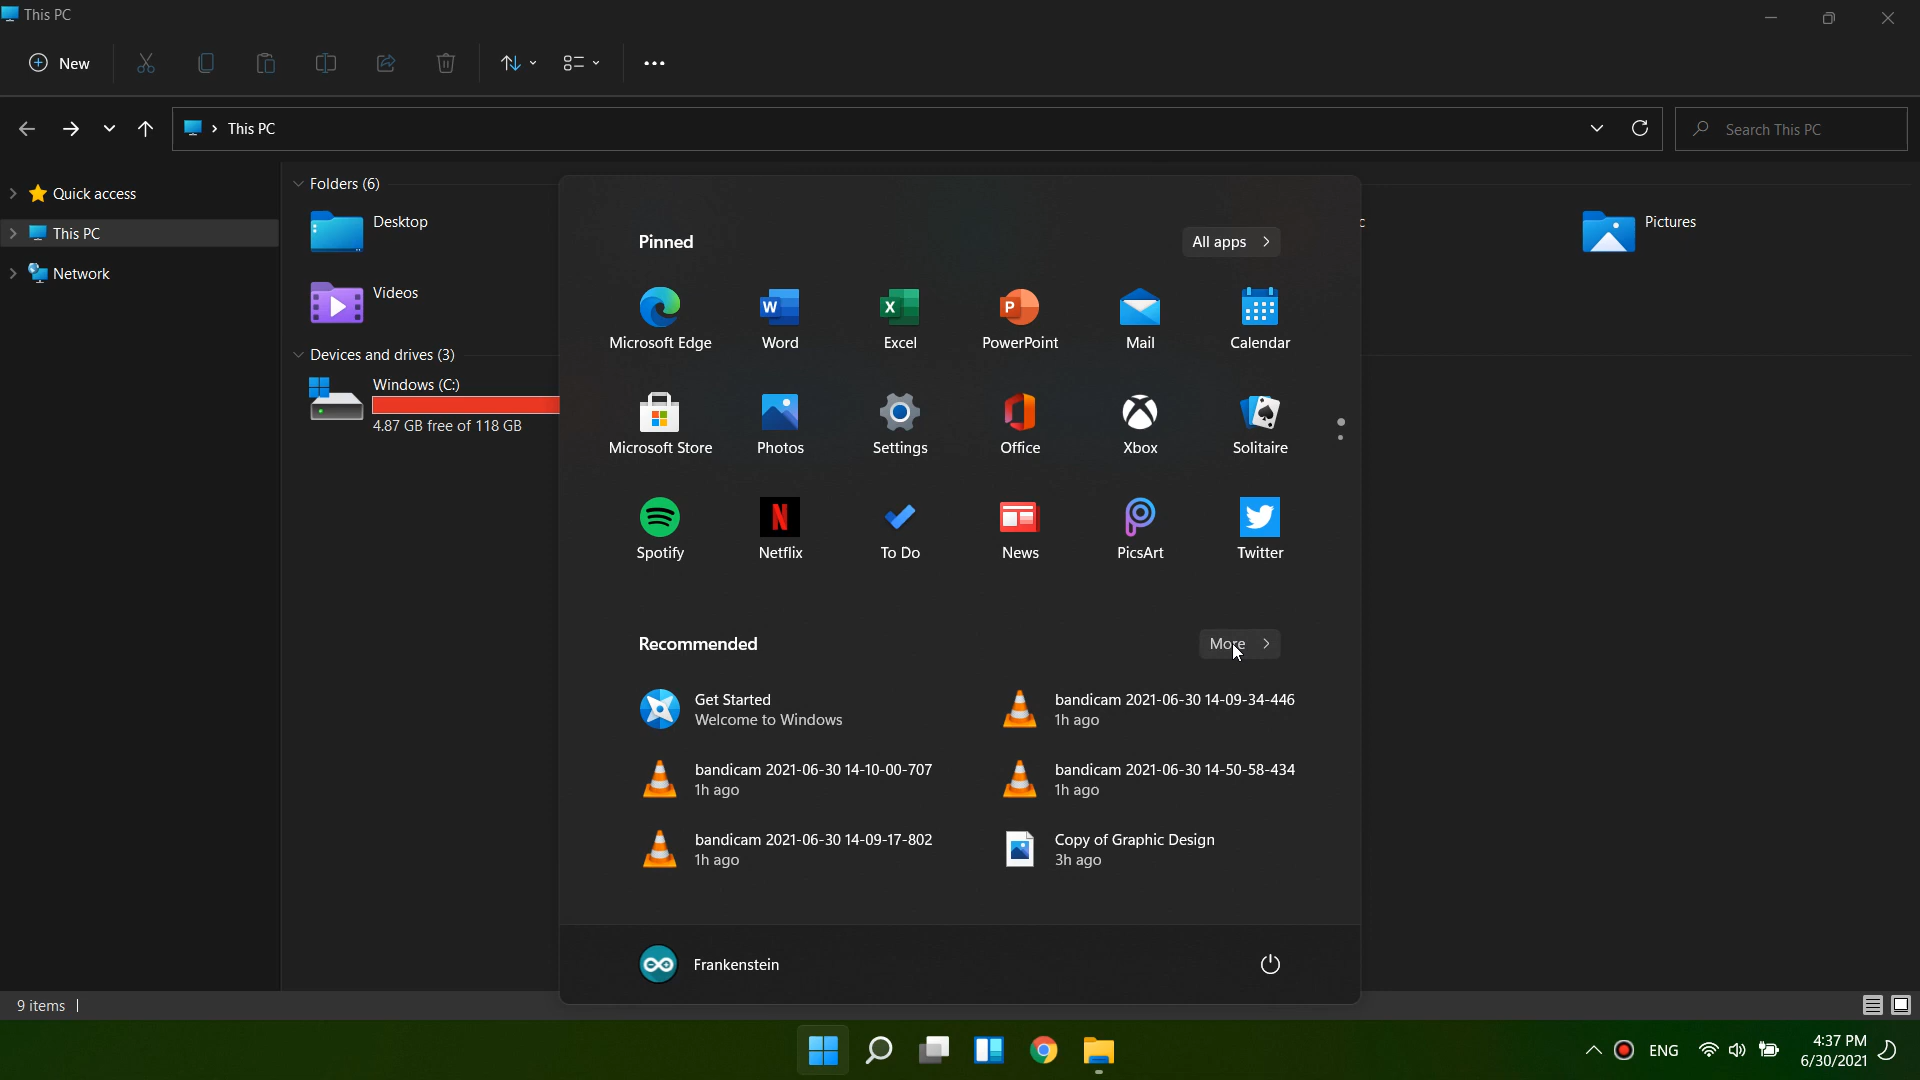 This PC
New
This PC
Search This PC
Quick access
This PC
Network
Folders (6)
Desktop
Videos
Pictures
Devices and drives (3)
Windows (C:)
4.87 GB free of 118 GB
c
Pinned
All apps
Microsoft Edge
Word
Excel
PowerPoint
Mail
Calendar
Microsoft Store
Photos
Settings
Office
Xbox
Solitaire
Spotify
Netflix
To Do
News
PicsArt
Twitter
Recommended
More
Get Started
Welcome to Windows
bandicam 2021-06-30 14-09-34-446
1h ago
bandicam 2021-06-30 14-10-00-707
1h ago
bandicam 2021-06-30 14-50-58-434
1h ago
bandicam 2021-06-30 14-09-17-802
1h ago
Copy of Graphic Design
3h ago
Frankenstein
9 items
ENG
4:37 PM
6/30/2021